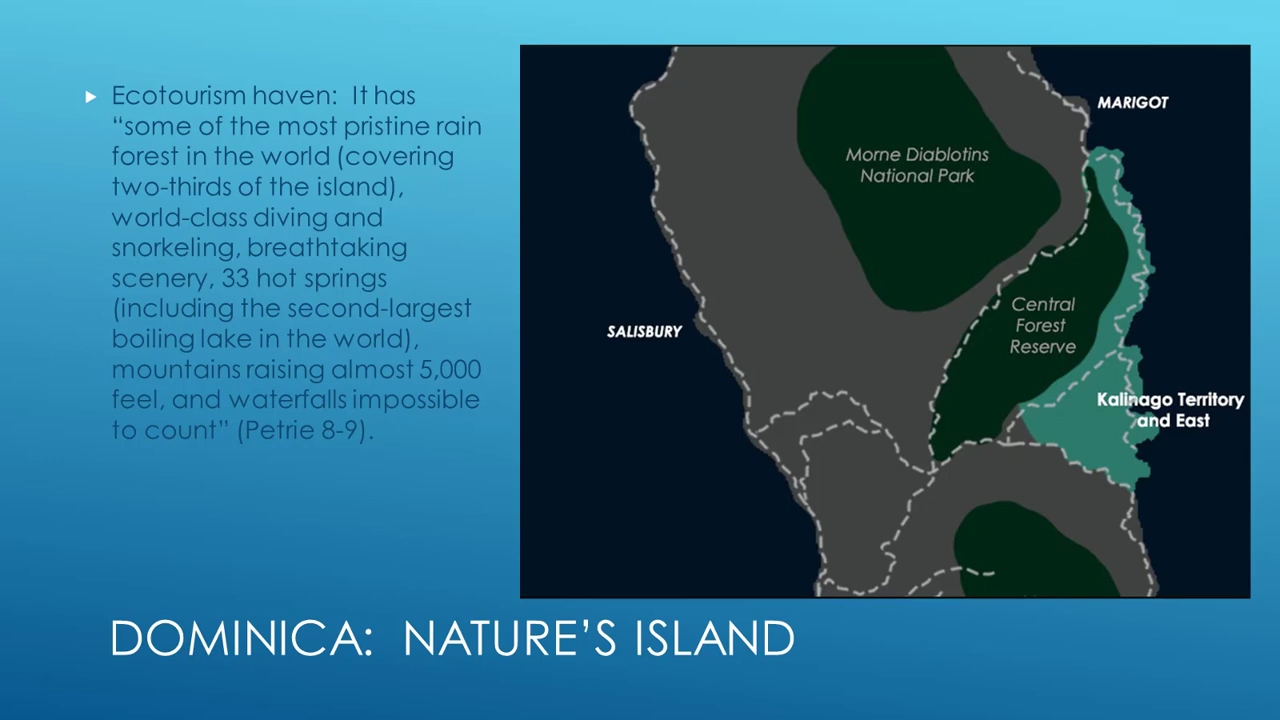 Ecotourism haven:  It has
“some of the most pristine rain
forest in the world (covering
two-thirds of the island),
world-class diving and
snorkeling, breathtaking
scenery, 33 hot springs
(including the second-largest
boiling lake in the world),
mountains raising almost 5,000
feel, and waterfalls impossible
to count” (Petrie 8-9).
MARIGOT
Morne Diablotins
National Park
Central
Forest
Reserve
SALISBURY
Kalinago Territory
and East
DOMINICA:  NATURE’S ISLAND